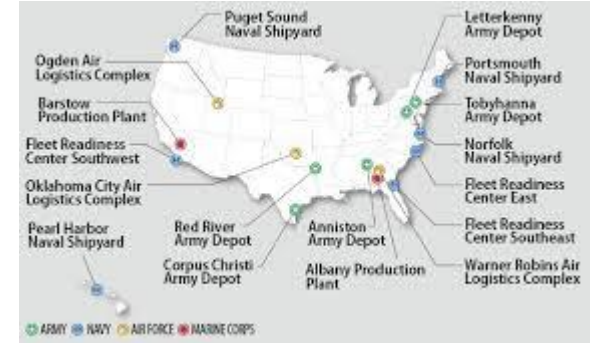 Puget Sound
Naval Shipyard
Letterkenny
Army Depot
Ogden Air
Logistics Complex
Portsmouth
Naval Shipyard
Barstow
Production Plant
Tobyhanna
Army Depot
Fleet Readiness
Center Southwest
Norfolk
Naval Shipyard
Oklahoma City Air
Logistics Complex
Fleet Readiness
Center East
Pearl Harbor
Naval Shipyard
Red River
Army Depot
Anniston
Army Depot
Fleet Readiness
Center Southeast
Corpus Christi
Army Depot
Albany Production
Plant
Warner Robins Air
Logistics Complex
ARMY NAVY AIR FORCE MARINE CORPS